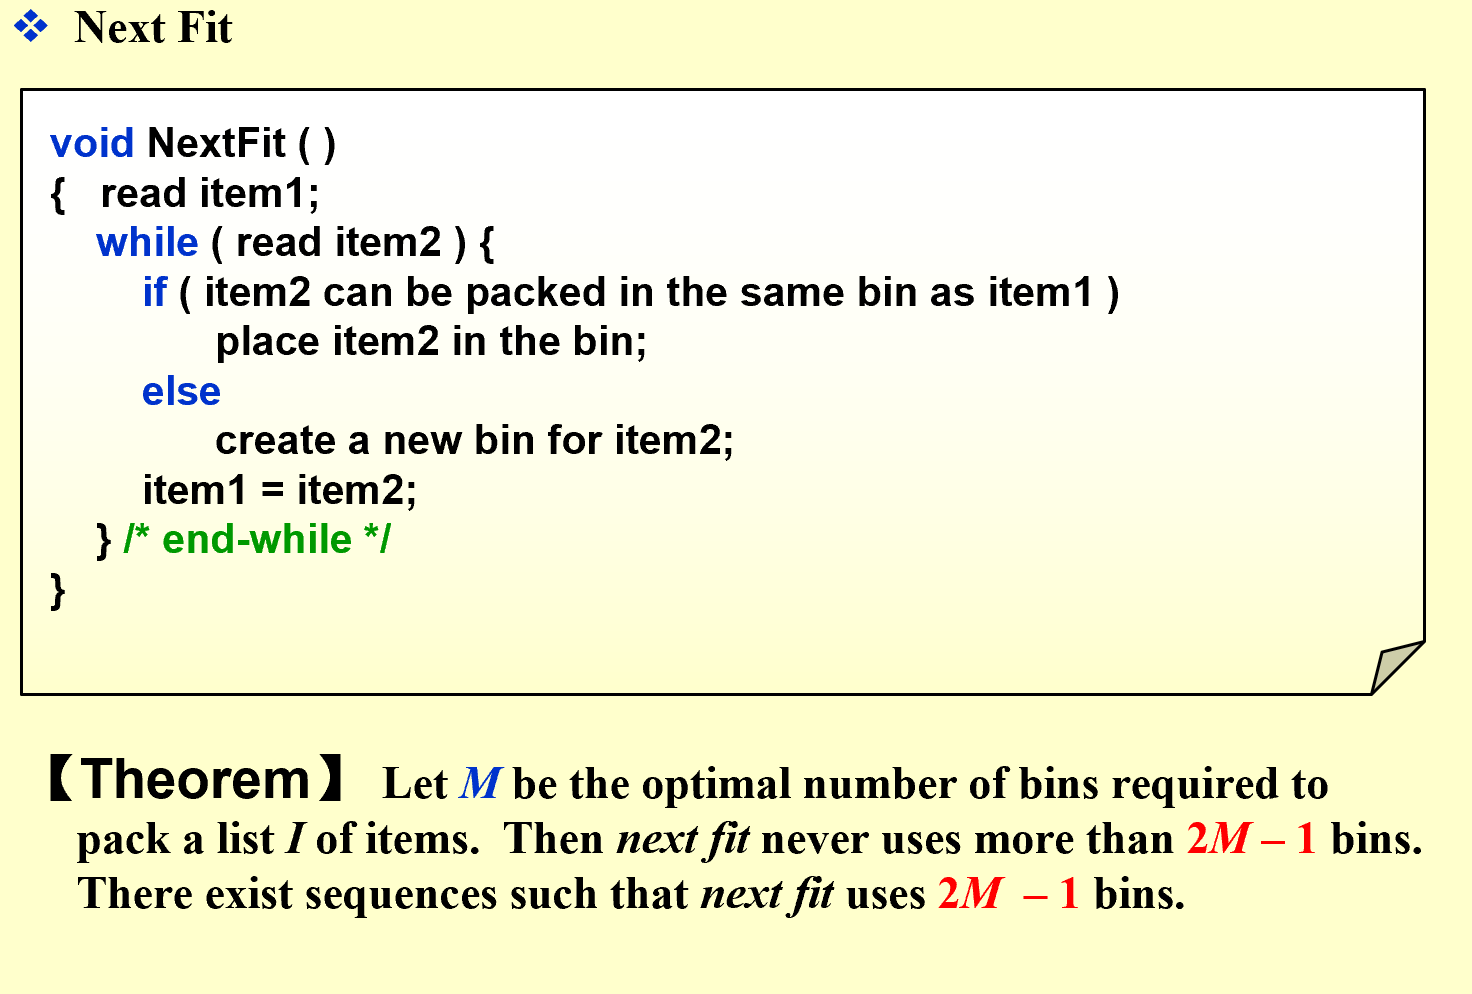 ❖ Next Fit
void NextFit ( )
{ read item1;
while ( read item2 ) {
if ( item2 can be packed in the same bin as item1 )
place item2 in the bin;
else
create a new bin for item2;
item1 = item2;
} /* end-while */
}
【Theorem】 Let M be the optimal number of bins required to
pack a list I of items. Then next fit never uses more than 2M – 1 bins.
There exist sequences such that next fit uses 2M – 1 bins.